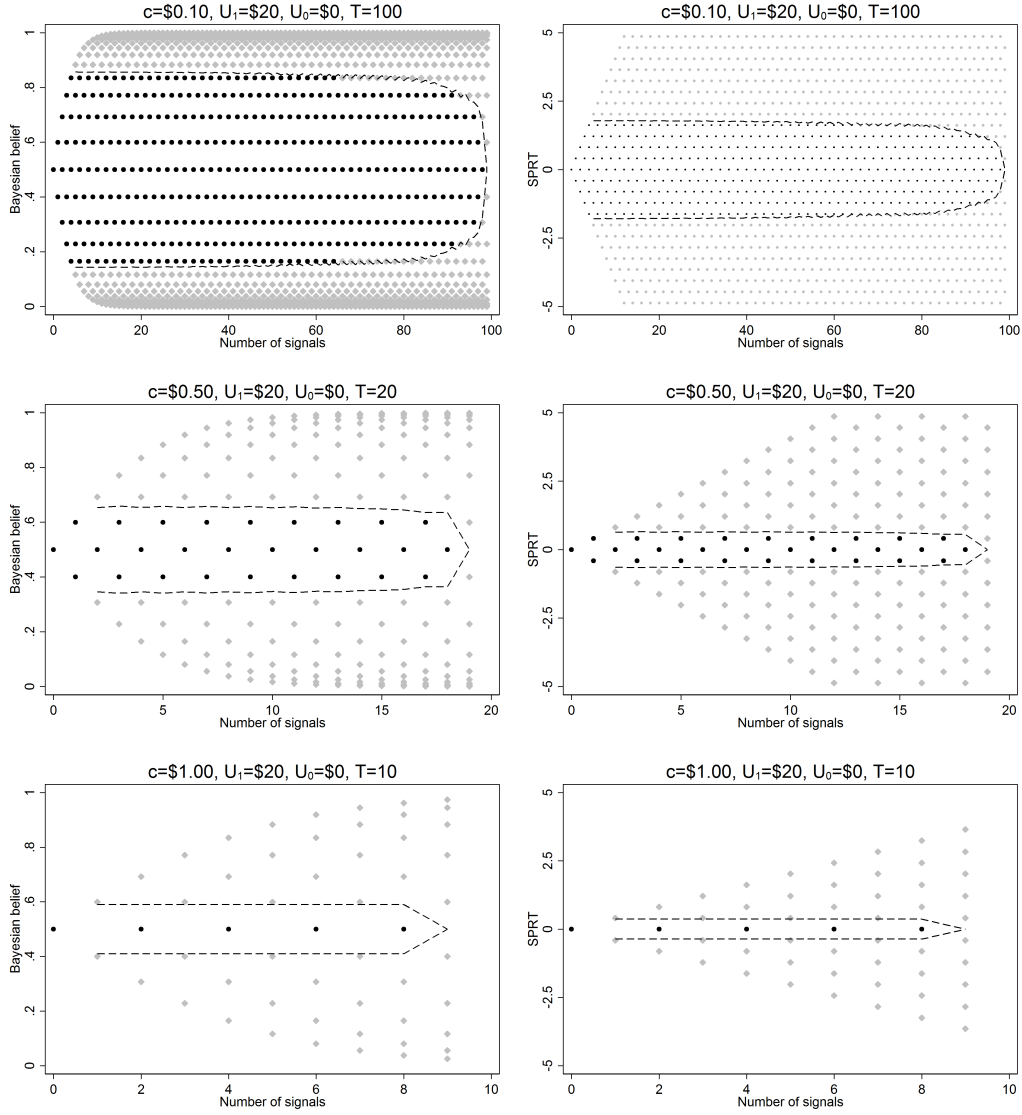 c=$0.10, U₁=$20, U₀=$0, T=100
Bayesian belief
0 .2 .4 .6 .8 1
0 20 40 60 80 100
Number of signals
c=$0.10, U₁=$20, U₀=$0, T=100
SPRT
-5 -2.5 0 2.5 5
0 20 40 60 80 100
Number of signals
c=$0.50, U₁=$20, U₀=$0, T=20
Bayesian belief
0 .2 .4 .6 .8 1
0 5 10 15 20
Number of signals
c=$0.50, U₁=$20, U₀=$0, T=20
SPRT
-5 -2.5 0 2.5 5
0 5 10 15 20
Number of signals
c=$1.00, U₁=$20, U₀=$0, T=10
Bayesian belief
0 .2 .4 .6 .8 1
0 2 4 6 8 10
Number of signals
c=$1.00, U₁=$20, U₀=$0, T=10
SPRT
-5 -2.5 0 2.5 5
0 2 4 6 8 10
Number of signals